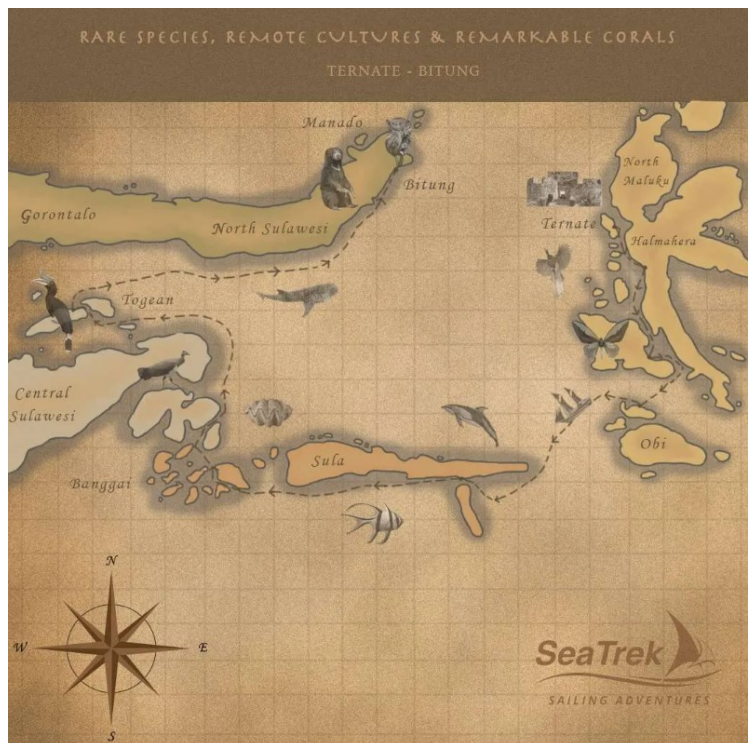 RARE SPECIES, REMOTE CULTURES & REMARKABLE CORALS
TERNATE - BITUNG
Manado
Bitung
North
Maluku
Gorontalo
North Sulawesi
Ternate
Halmahera
Togean
Central
Sulawesi
Obi
Sula
Banggai
N
W
E
S
SeaTrek
SAILING ADVENTURES